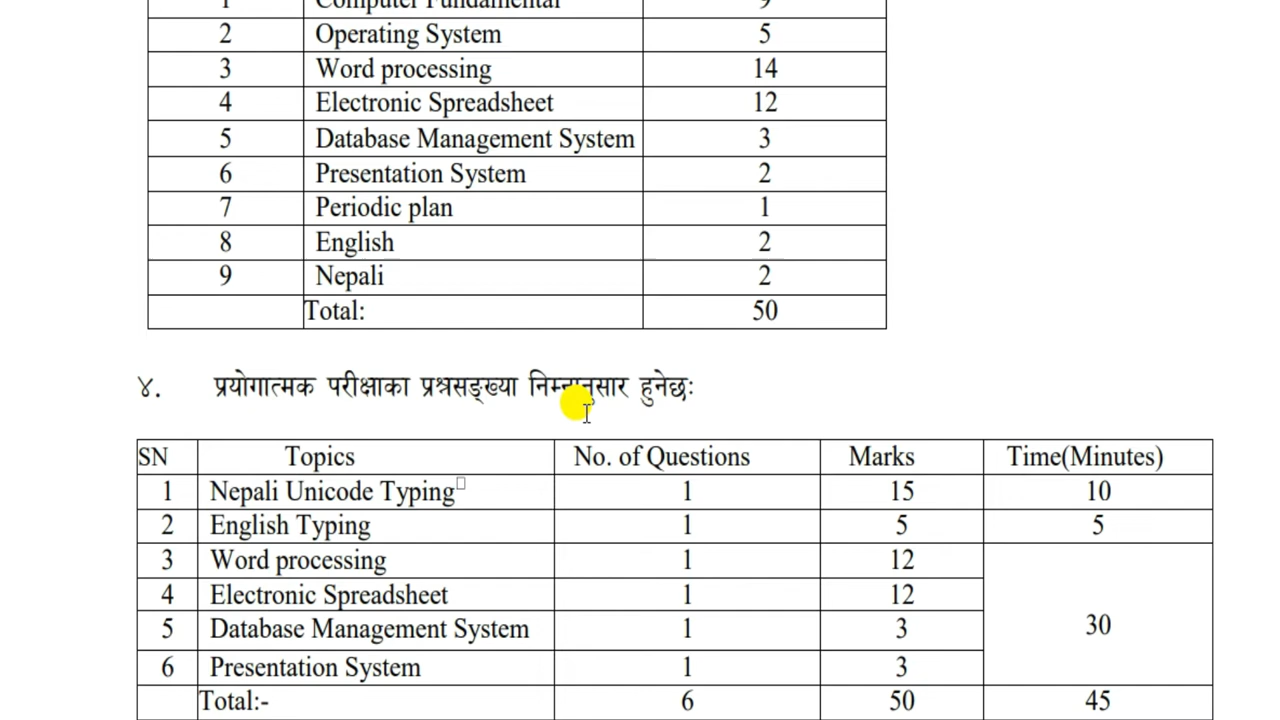 1 Computer Fundamental 9
2 Operating System 5
3 Word processing 14
4 Electronic Spreadsheet 12
5 Database Management System 3
6 Presentation System 2
7 Periodic plan 1
8 English 2
9 Nepali 2
Total: 50
४. प्रयोगात्मक परीक्षाका प्रश्नसङ्ख्या निम्नानुसार हुनेछः
SN Topics No. of Questions Marks Time(Minutes)
1 Nepali Unicode Typing 1 15 10
2 English Typing 1 5 5
3 Word processing 1 12
4 Electronic Spreadsheet 1 12
5 Database Management System 1 3 30
6 Presentation System 1 3
Total:- 6 50 45